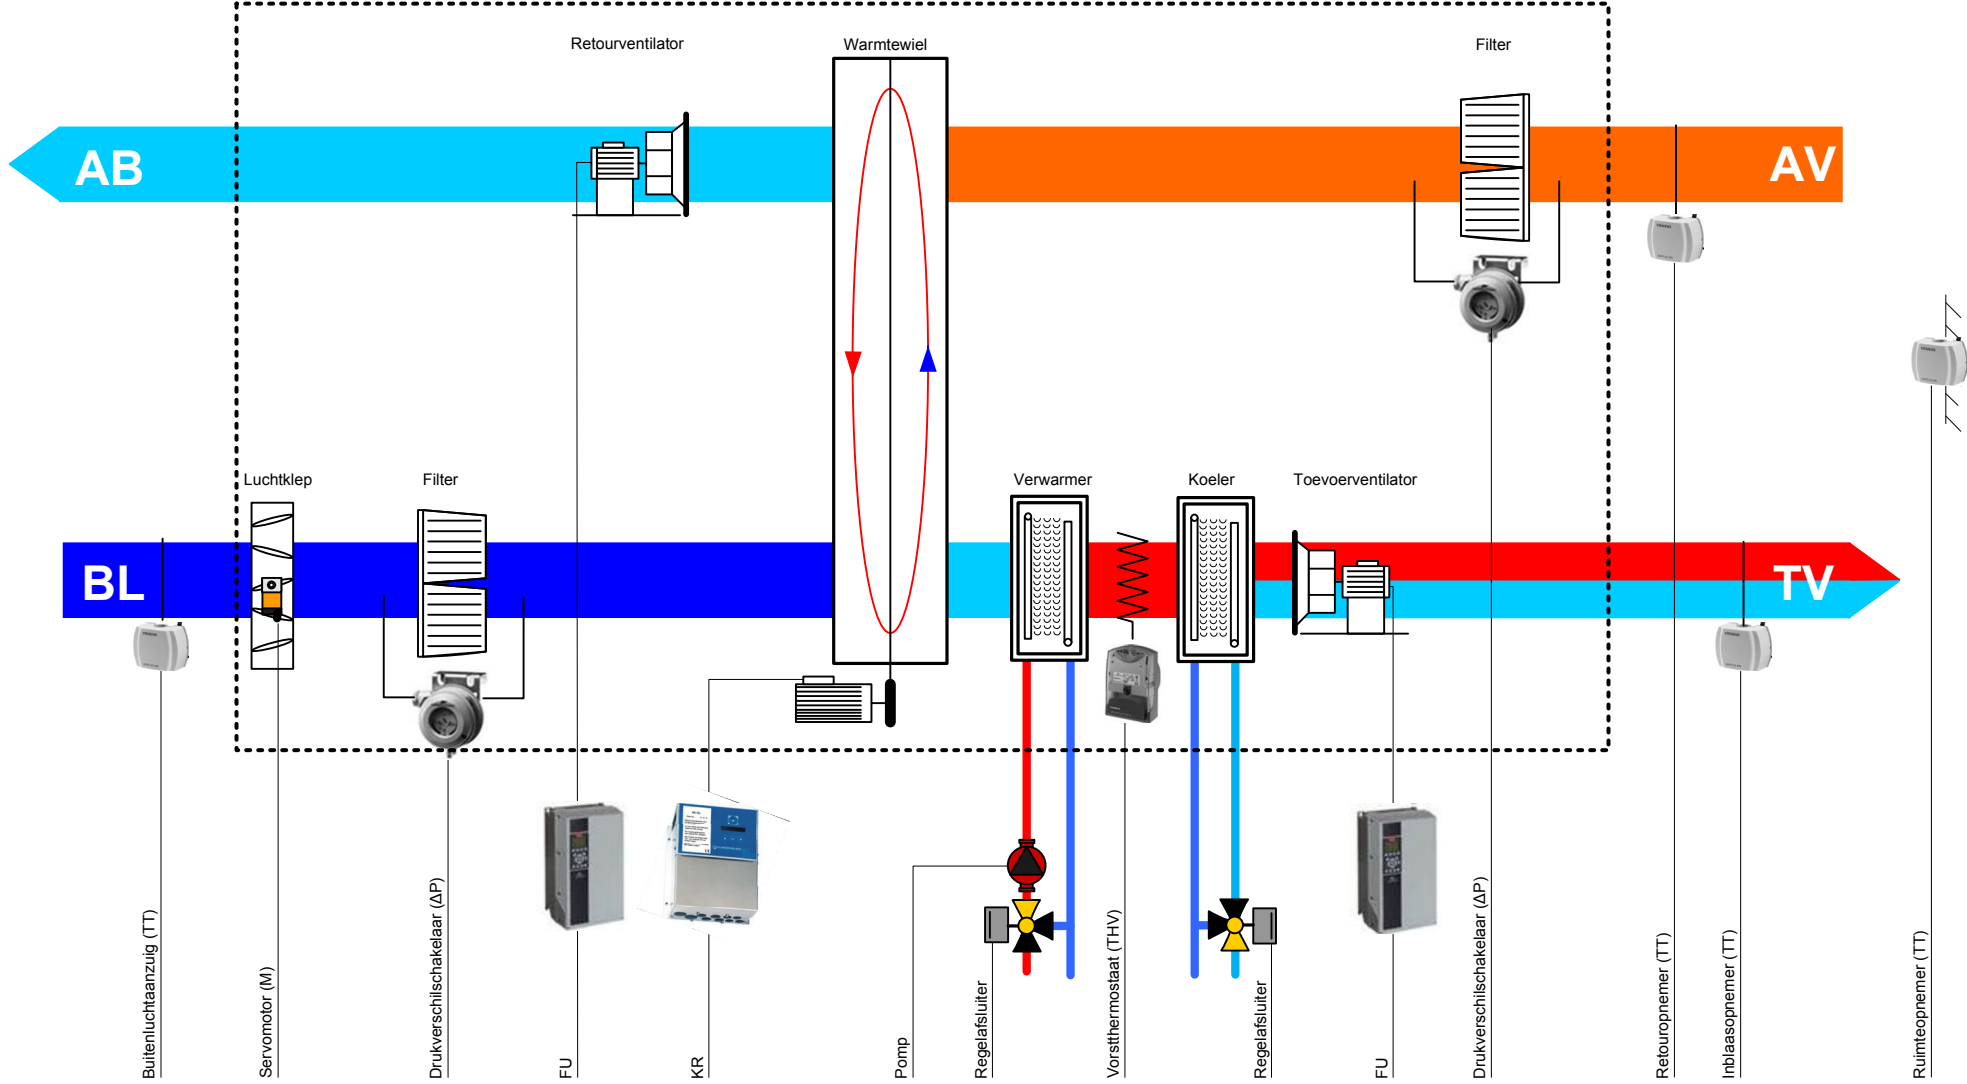 Retourventilator
Warmtewiel
Filter
AB
AV
Luchtklep
Filter
Verwarmer
Koeler
Toevoerventilator
BL
TV
Buitenluchtaanzuig (TT)
Servomotor (M)
Drukverschilschakelaar (ΔP)
FU
KR
Pomp
Regelafsluiter
Vorstthermostaat (THV)
Regelafsluiter
FU
Drukverschilschakelaar (ΔP)
Retouropnemer (TT)
Inblaasopnemer (TT)
Ruimteopnemer (TT)